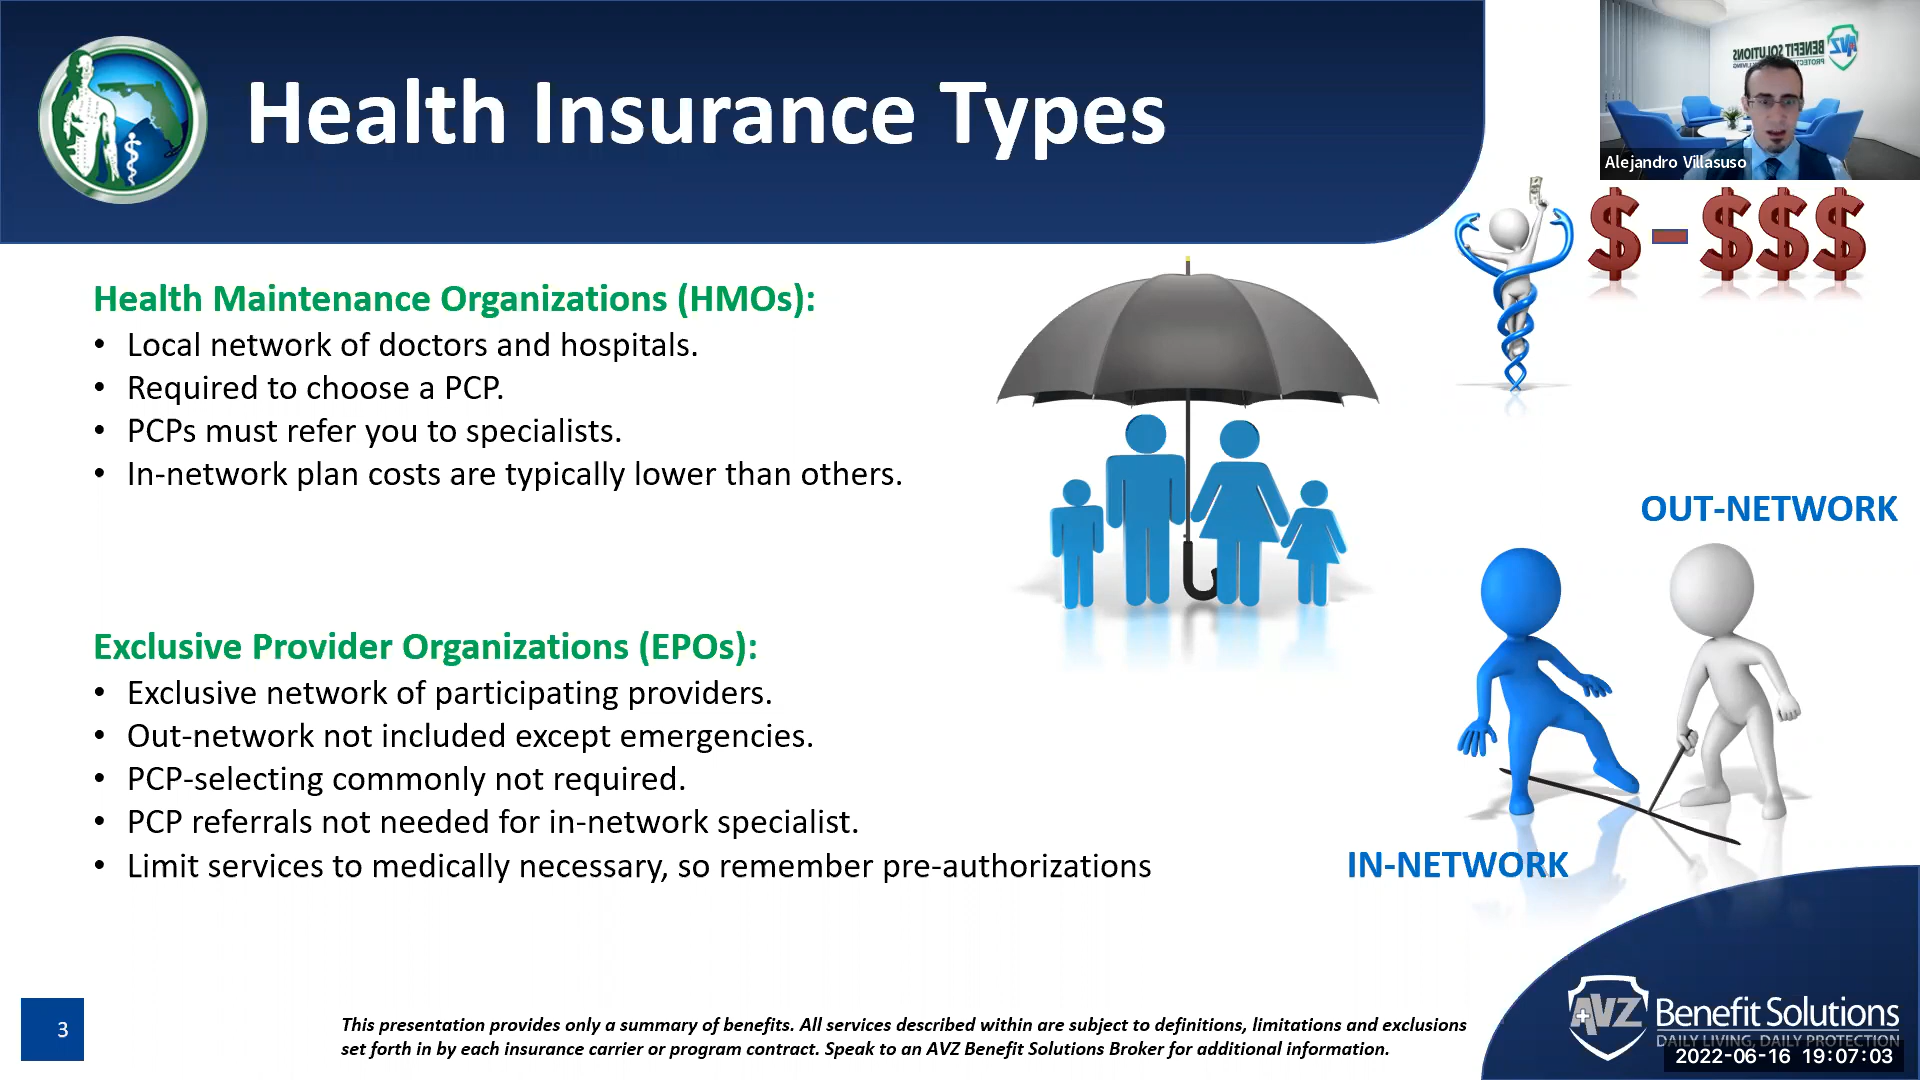 Health Insurance Types
BENEFIT SOLUTIONS
Alejandro Villasuso
$ - $$$
Health Maintenance Organizations (HMOs):
• Local network of doctors and hospitals.
• Required to choose a PCP.
• PCPs must refer you to specialists.
• In-network plan costs are typically lower than others.
OUT-NETWORK
Exclusive Provider Organizations (EPOs):
• Exclusive network of participating providers.
• Out-network not included except emergencies.
• PCP-selecting commonly not required.
• PCP referrals not needed for in-network specialist.
• Limit services to medically necessary, so remember pre-authorizations
IN-NETWORK
3
This presentation provides only a summary of benefits. All services described within are subject to definitions, limitations and exclusions
set forth in by each insurance carrier or program contract. Speak to an AVZ Benefit Solutions Broker for additional information.
AVZ Benefit Solutions
DAILY LIVING, DAILY PROTECTION
2022-06-16 19:07:03